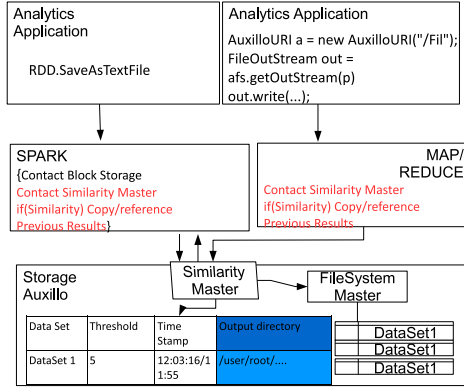 Analytics
Application
RDD.SaveAsTextFile
Analytics Application
AuxilloURI a = new AuxilloURI("/Fil");
FileOutStream out =
afs.getOutStream(p)
out.write(...);
SPARK
{Contact Block Storage
Contact Similarity Master
if(Similarity) Copy/reference
Previous Results}
MAP/
REDUCE
Contact Similarity Master
if(Similarity) Copy/reference
Previous Results
Storage
Auxillo
Similarity
Master
FileSystem
Master
Data Set Threshold Time Stamp Output directory
DataSet 1 5 12:03:16/1 1:55 /user/root/....
DataSet1
DataSet1
DataSet1